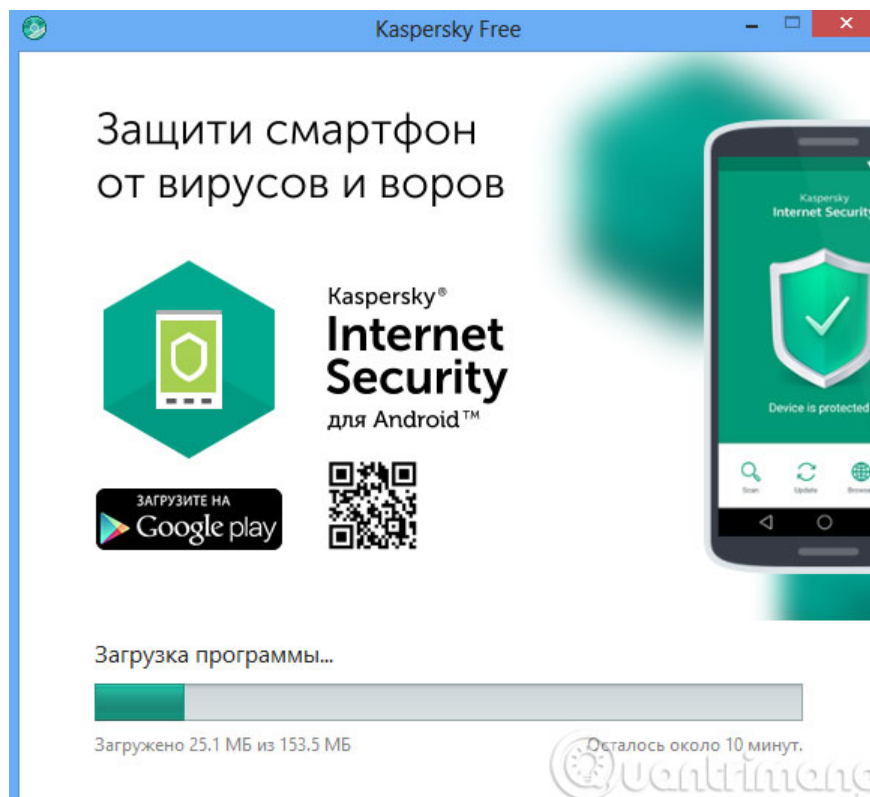 Kaspersky Free
Защити смартфон
от вирусов и воров
Kaspersky®
Internet
Security
для Android™
ЗАГРУЗИТЕ НА
Google play
Kaspersky
Internet Security
Device is protected
Scan
Update
Загрузка программы...
Загружено 25.1 МБ из 153.5 МБ
Осталось около 10 минут.
Quantrimang